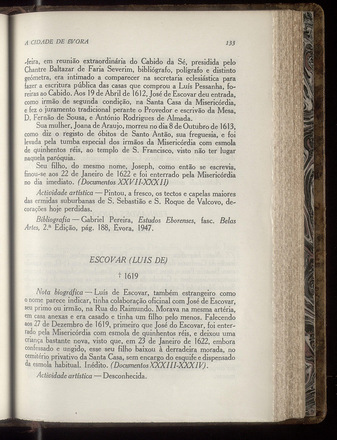 A CIDADE DE EVORA 133
-feira, em reunião extraordinária do Cabido da Sé, presidida pelo
Chantre Baltazar de Faria Severim, bibliógrafo, polígrafo e distinto
geómetra, era intimado a comparecer na secretaria eclesiástica para
fazer a escritura pública das casas que comprou a Luís Pessanha, fo-
reiras ao Cabido. Aos 19 de Abril de 1612, José de Escovar deu entrada,
como irmão de segunda condição, na Santa Casa da Misericórdia,
e fez o juramento tradicional perante o Provedor e escrivão da Mesa,
D. Fernão de Sousa, e António Rodrigues de Almada.
Sua mulher, Joana de Araujo, morreu no dia 8 de Outubro de 1613,
como diz o registo de óbitos de Santo Antão, sua freguesia, e foi
levada pela tumba especial dos irmãos da Misericórdia com esmola
de quinhentos réis, ao templo de S. Francisco, visto não ter lugar
naquela paróquia.
Seu filho, do mesmo nome, Joseph, como então se escrevia,
finou-se aos 22 de Janeiro de 1622 e foi enterrado pela Misericórdia
no dia imediato. (Documentos XXVII-XXXII)
Actividade artística — Pintou, a fresco, os tectos e capelas maiores
das ermidas suburbanas de S. Sebastião e S. Roque de Valcovo, de-
corações hoje perdidas.
Bibliografia — Gabriel Pereira, Estudos Eborenses, fasc. Belas
Artes, 2.ª Edição, pág. 188, Evora, 1947.
ESCOVAR (LUIS DE)
† 1619
Nota biográfica — Luís de Escovar, também estrangeiro como
o nome parece indicar, tinha colaboração oficinal com José de Escovar,
seu primo ou irmão, na Rua do Raimundo. Morava na mesma artéria,
em casa anexas e era casado e tinha um filho pelo menos. Falecendo
aos 27 de Dezembro de 1619, primeiro que José do Escovar, foi enter-
rado pela Misericórdia com esmola de quinhentos réis, e deixou uma
criança bastante nova, visto que, em 23 de Janeiro de 1622, embora
confessado e ungido, esse seu filho baixou à derradeira morada, no
cemitério privativo da Santa Casa, sem encargo do esquife e dispensado
da esmola habitual. Inédito. (Documentos XXXIII-XXXIV).
Actividade artística — Desconhecida.